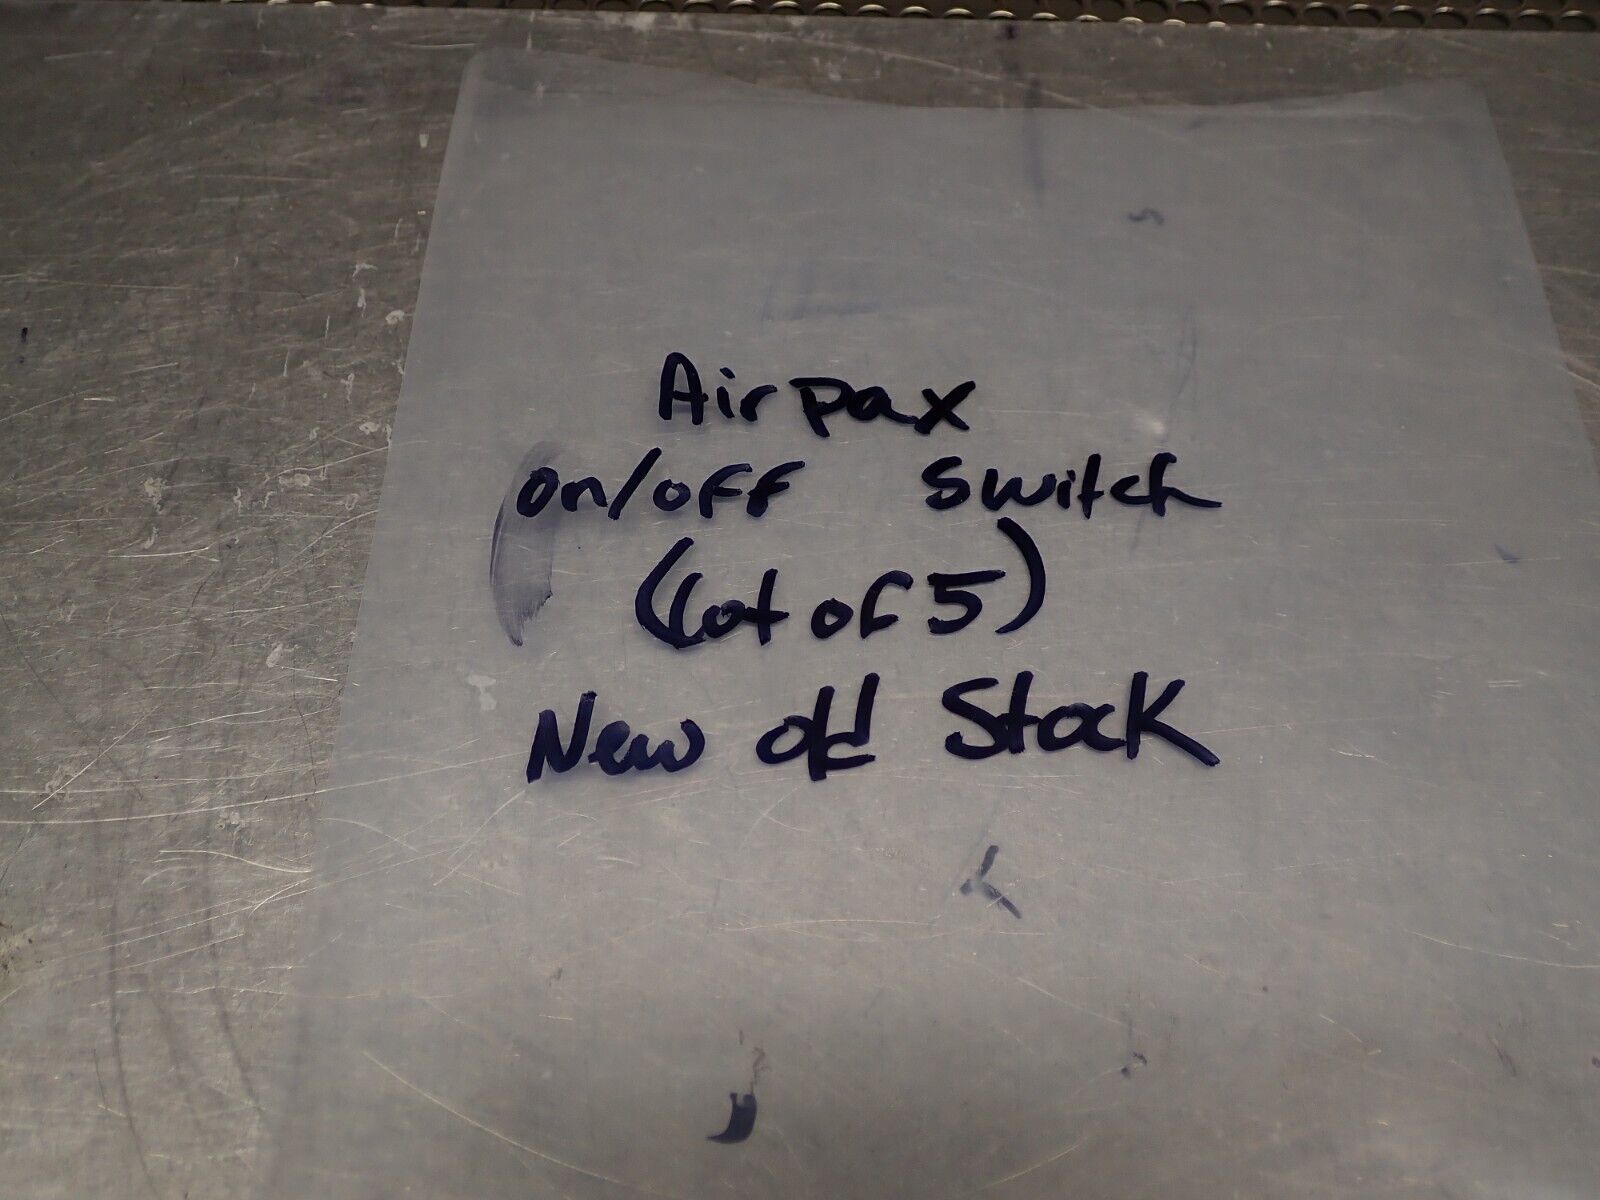 Airpax
on/off switch
(Lot of 5)
New old Stock